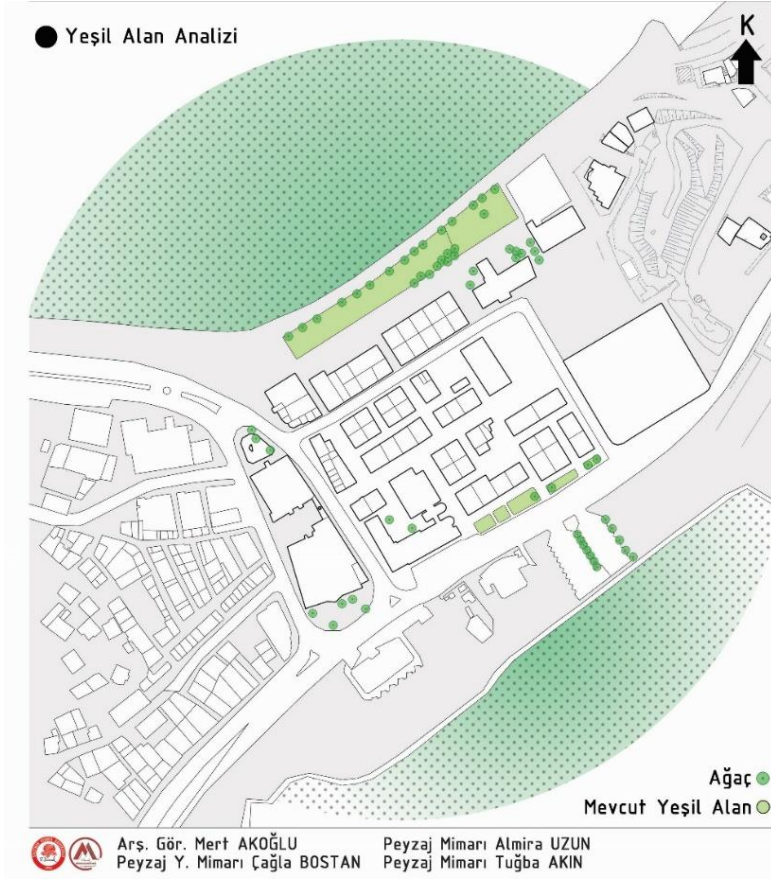 Yeşil Alan Analizi
K
Ağaç
Mevcut Yeşil Alan
Arş. Gör. Mert AKOĞLU
Peyzaj Y. Mimarı Çağla BOSTAN
Peyzaj Mimarı Almira UZUN
Peyzaj Mimarı Tuğba AKIN